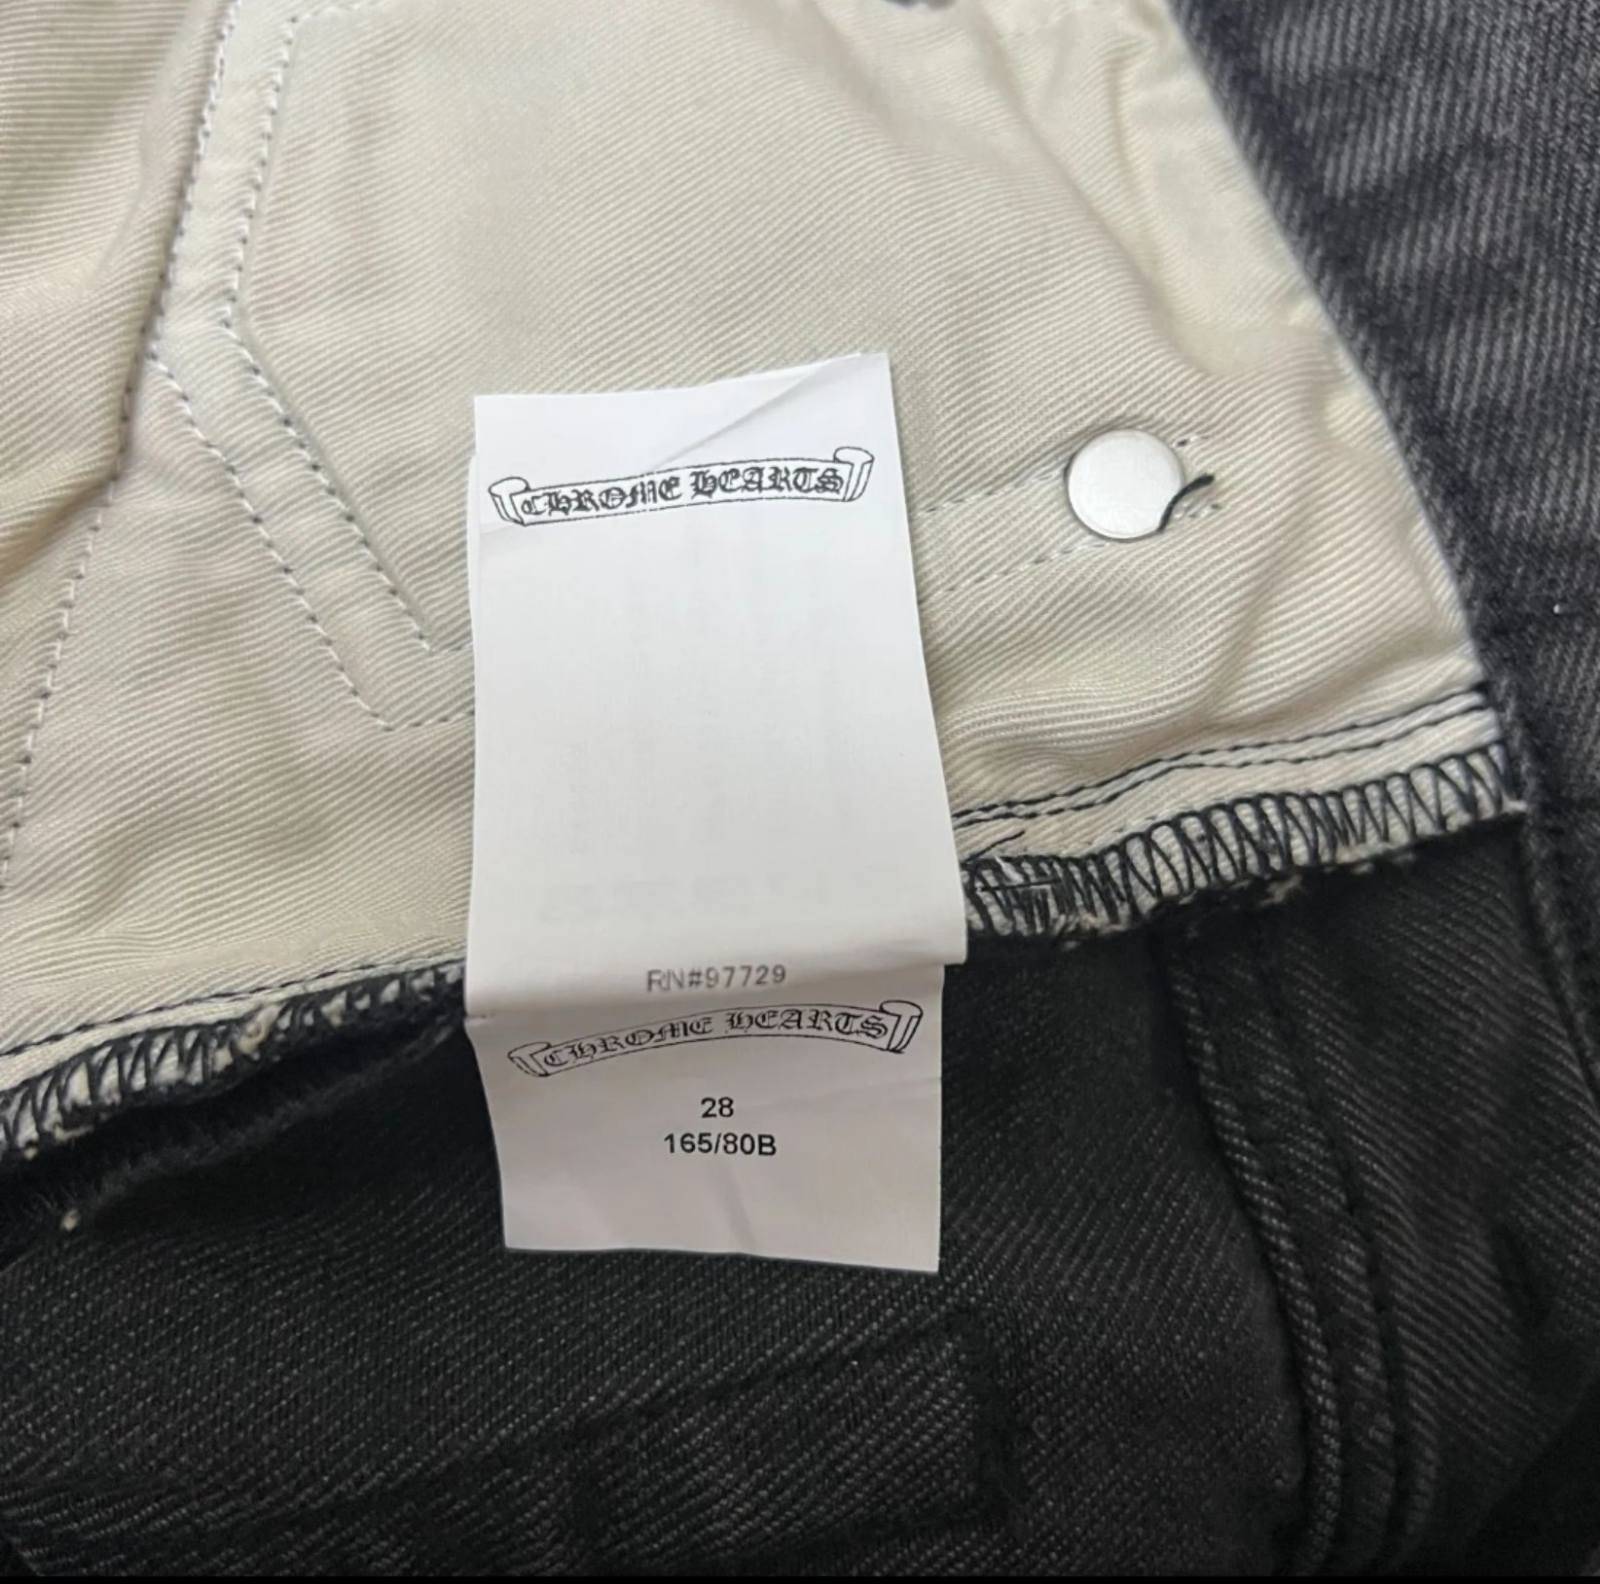 CHROME HEARTS
RN#97729
CHROME HEARTS
28
165/80B